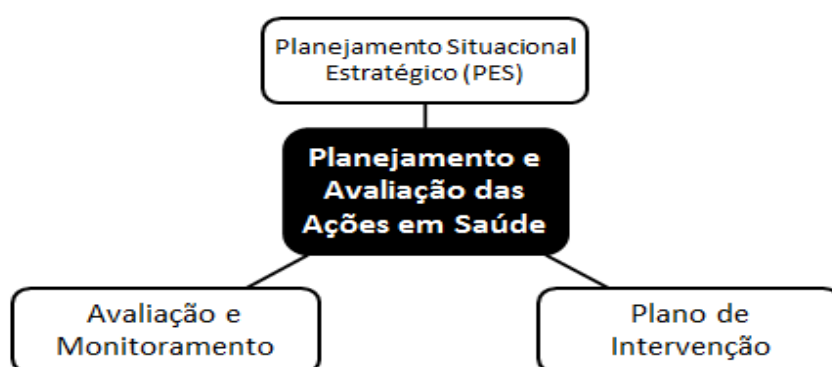 Planejamento Situacional
Estratégico (PES)
Planejamento e
Avaliação das
Ações em Saúde
Avaliação e
Monitoramento
Plano de
Intervenção